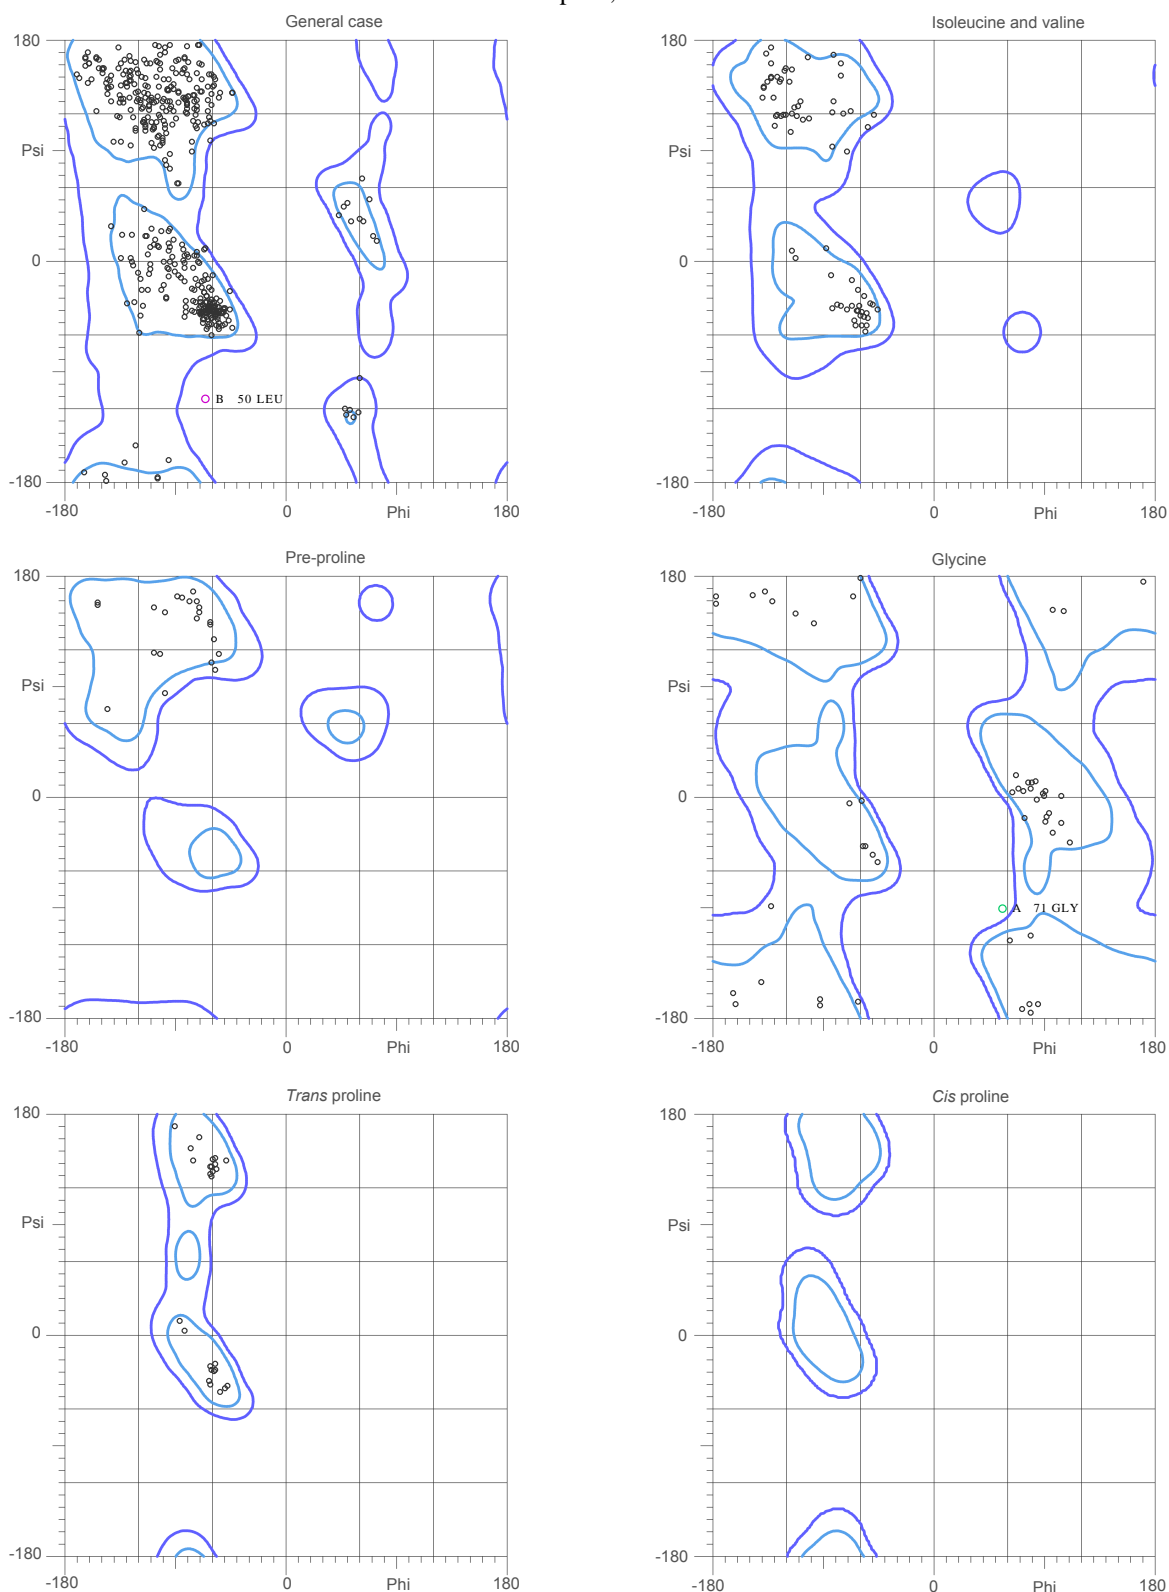 General case
Isoleucine and valine
180
180
Psi
Psi
0
0
B 50 LEU
-180
-180
-180
0
Phi
180
-180
0
Phi
180
Pre-proline
Glycine
180
180
Psi
Psi
0
0
A 71 GLY
-180
-180
-180
0
Phi
180
-180
0
Phi
180
Trans proline
Cis proline
180
180
Psi
Psi
0
0
-180
-180
-180
0
Phi
180
-180
0
Phi
180